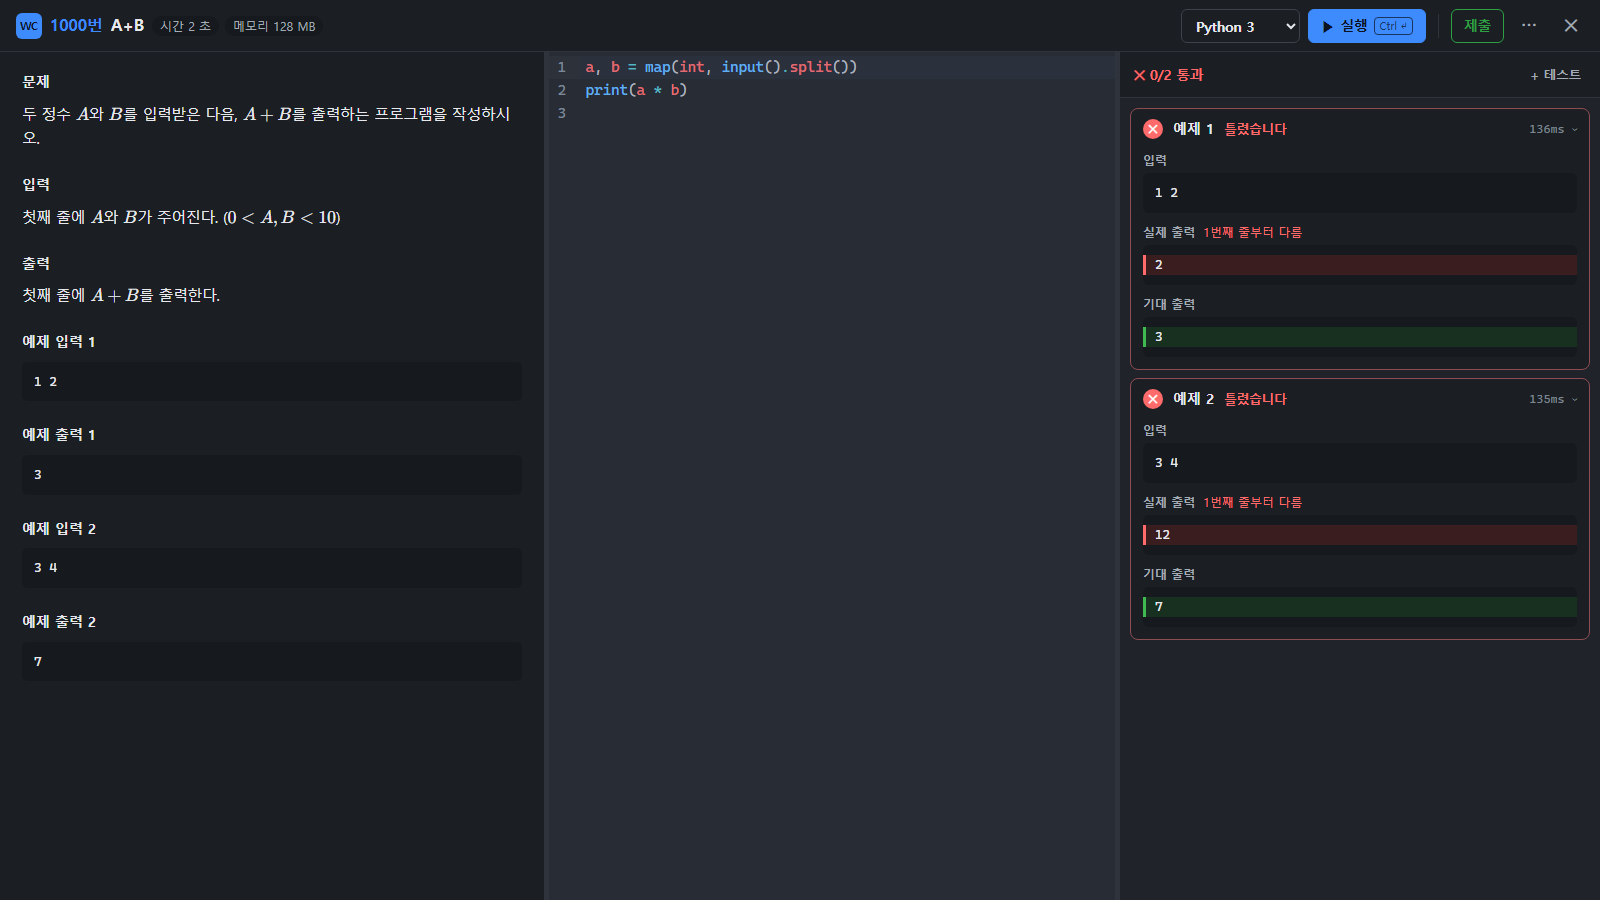 WC 1000번 A+B 시간 2 초 메모리 128 MB
Python 3 실행 Ctrl ↵ 제출 ··· ×
문제
두 정수 A와 B를 입력받은 다음, A + B를 출력하는 프로그램을 작성하시
오.
입력
첫째 줄에 A와 B가 주어진다. (0 < A, B < 10)
출력
첫째 줄에 A + B를 출력한다.
예제 입력 1
1 2
예제 출력 1
3
예제 입력 2
3 4
예제 출력 2
7
1 a, b = map(int, input().split())
2 print(a * b)
3
× 0/2 통과 + 테스트
예제 1 틀렸습니다 136ms
입력
1 2
실제 출력 1번째 줄부터 다름
2
기대 출력
3
예제 2 틀렸습니다 135ms
입력
3 4
실제 출력 1번째 줄부터 다름
12
기대 출력
7